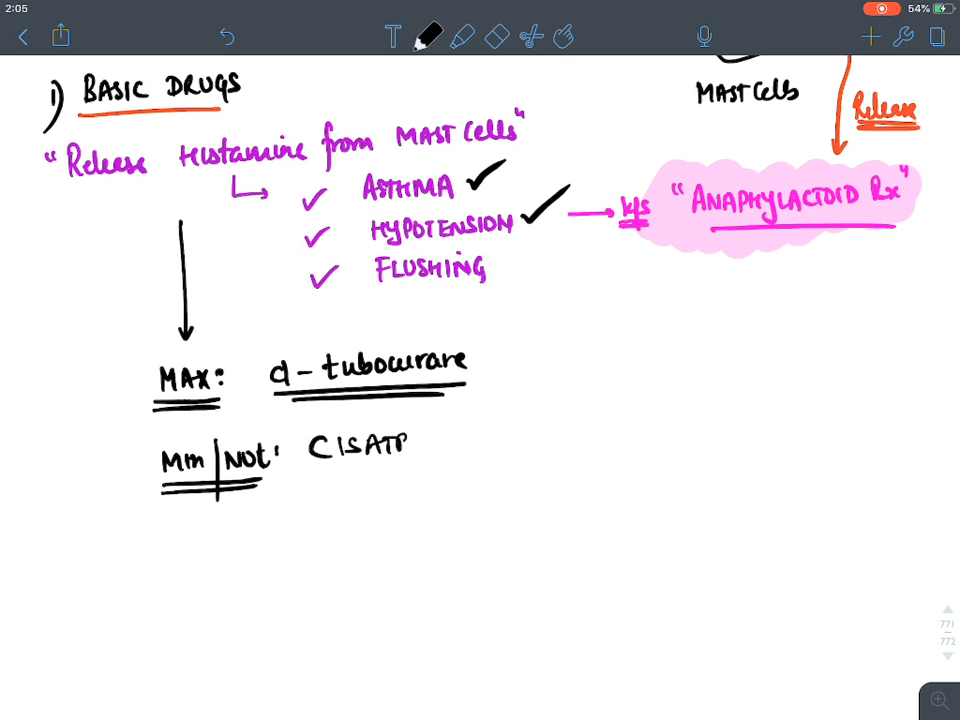 2:05
54%
T
1) BASIC DRUGS
MAST Cells
Release
"Release Histamine from MAST Cells"
ASTHMA
HYPOTENSION
FLUSHING
k/s "ANAPHYLACTOID Rx"
MAX: d-tubocurare
Min | Not: CISATP
771
772